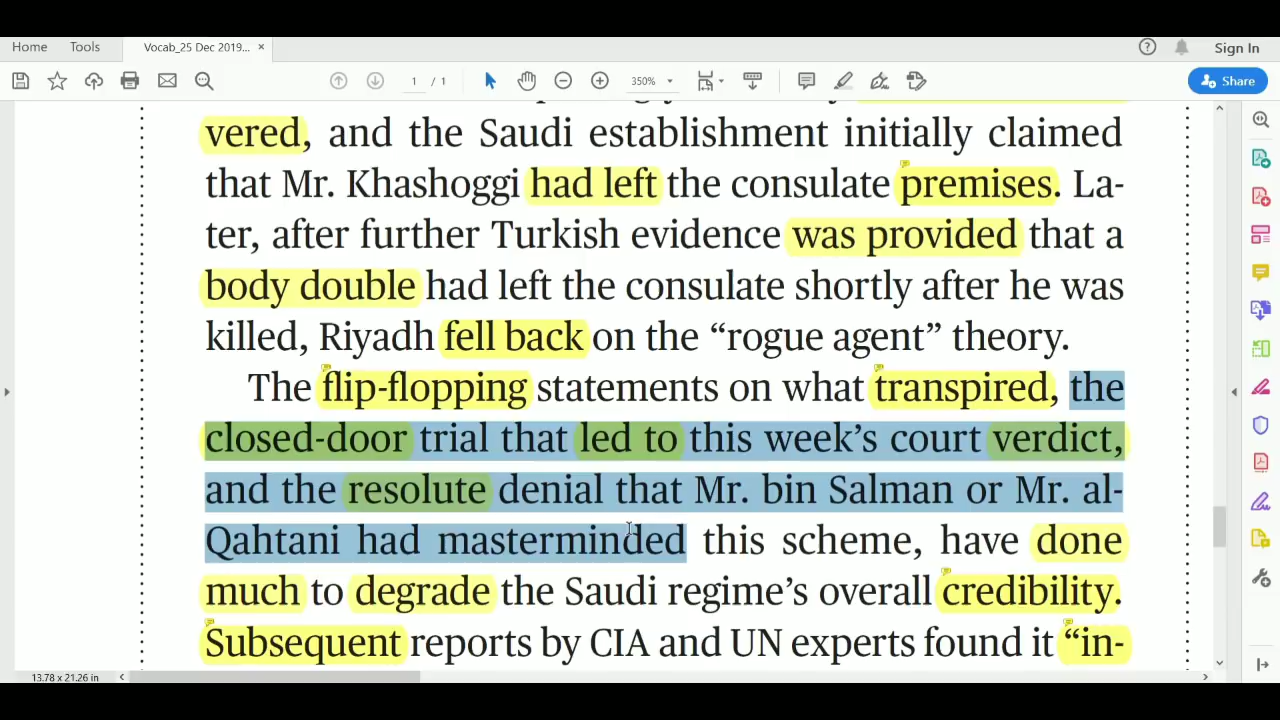 Home Tools Vocab_25 Dec 2019... × Sign In
1 / 1 350% Share
vered, and the Saudi establishment initially claimed
that Mr. Khashoggi had left the consulate premises. La-
ter, after further Turkish evidence was provided that a
body double had left the consulate shortly after he was
killed, Riyadh fell back on the “rogue agent” theory.
The flip-flopping statements on what transpired, the
closed-door trial that led to this week’s court verdict,
and the resolute denial that Mr. bin Salman or Mr. al-
Qahtani had masterminded this scheme, have done
much to degrade the Saudi regime’s overall credibility.
Subsequent reports by CIA and UN experts found it “in-
13.78 x 21.26 in